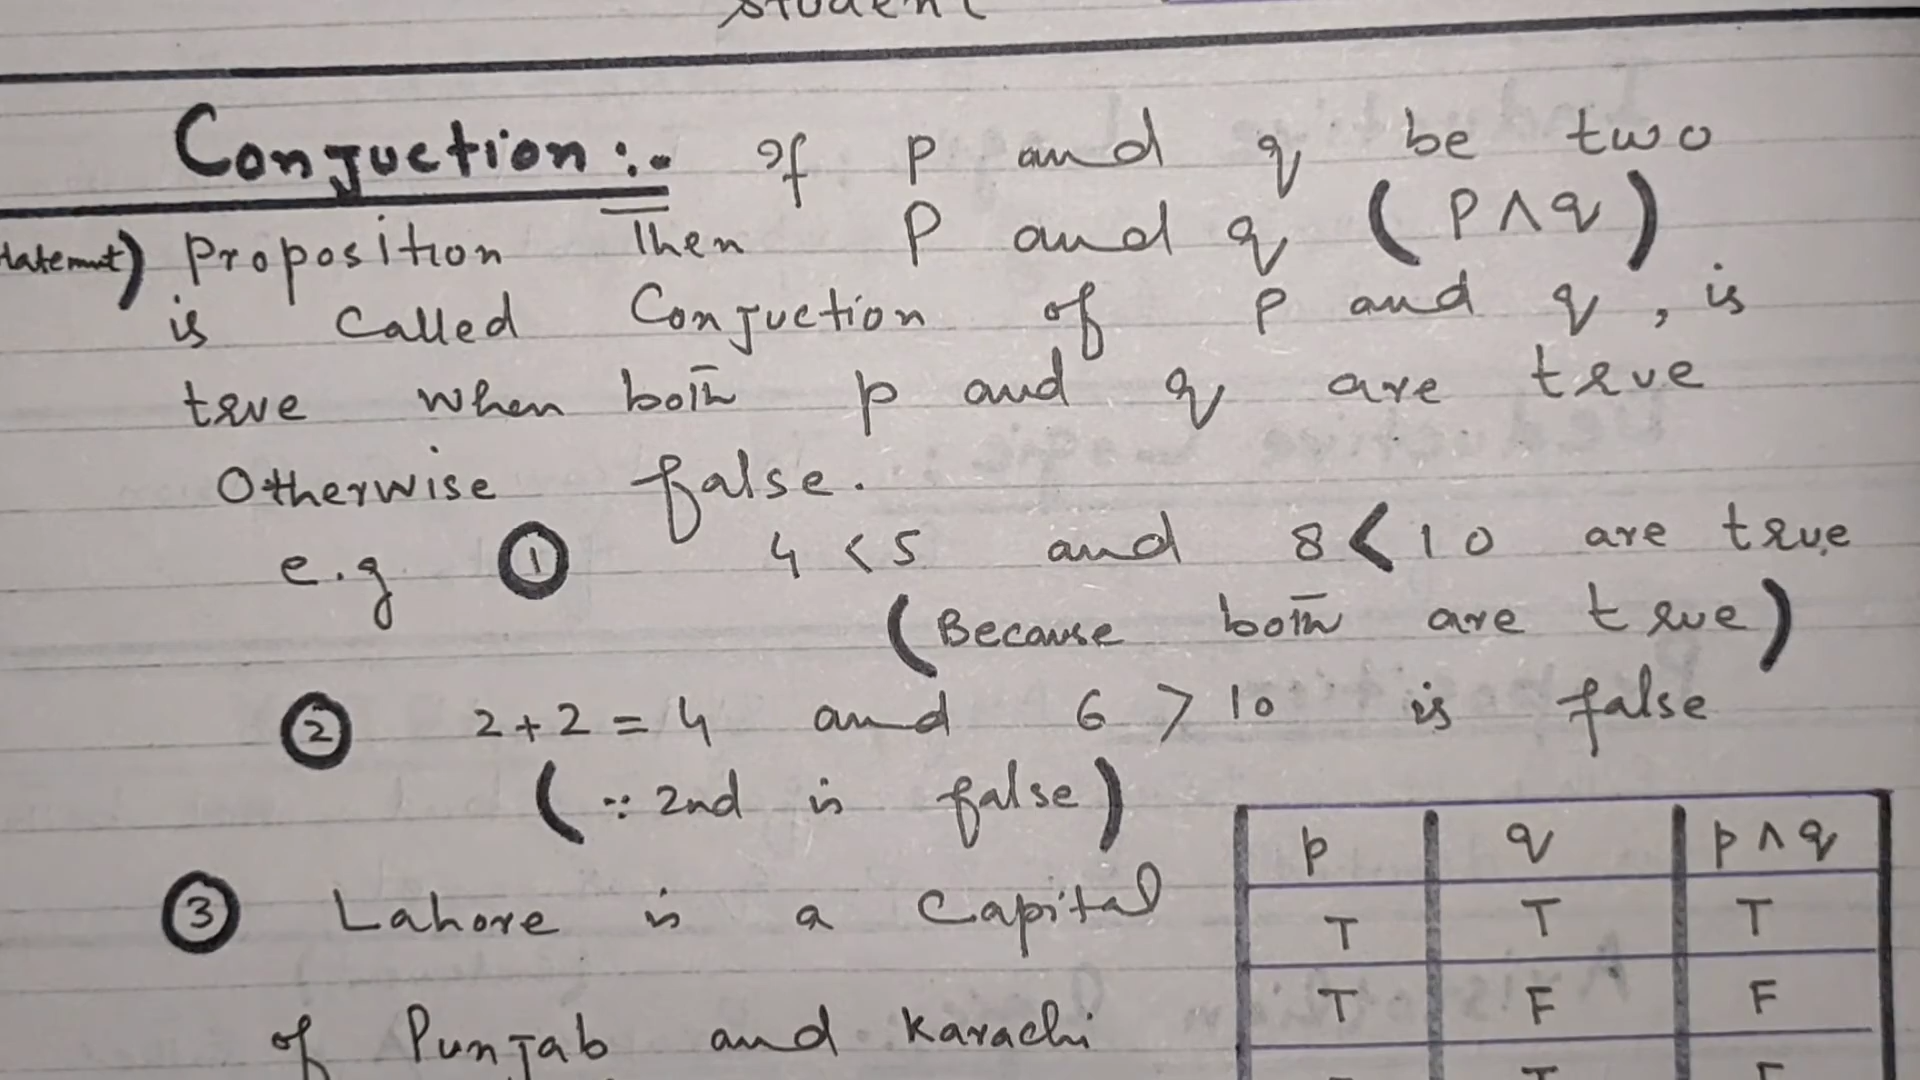 student
Conjuction :- If p and q be two
proposition Then P and q (P ∧ q)
is called Conjuction of p and q, is
true when both p and q are true
Otherwise false.
e.g ① 4 < 5 and 8 < 10 are true
(Because both are true)
② 2 + 2 = 4 and 6 > 10 is false
(∵ 2nd is false)
③ Lahore is a Capital
of Punjab and Karachi
p q p ∧ q
T T T
T F F